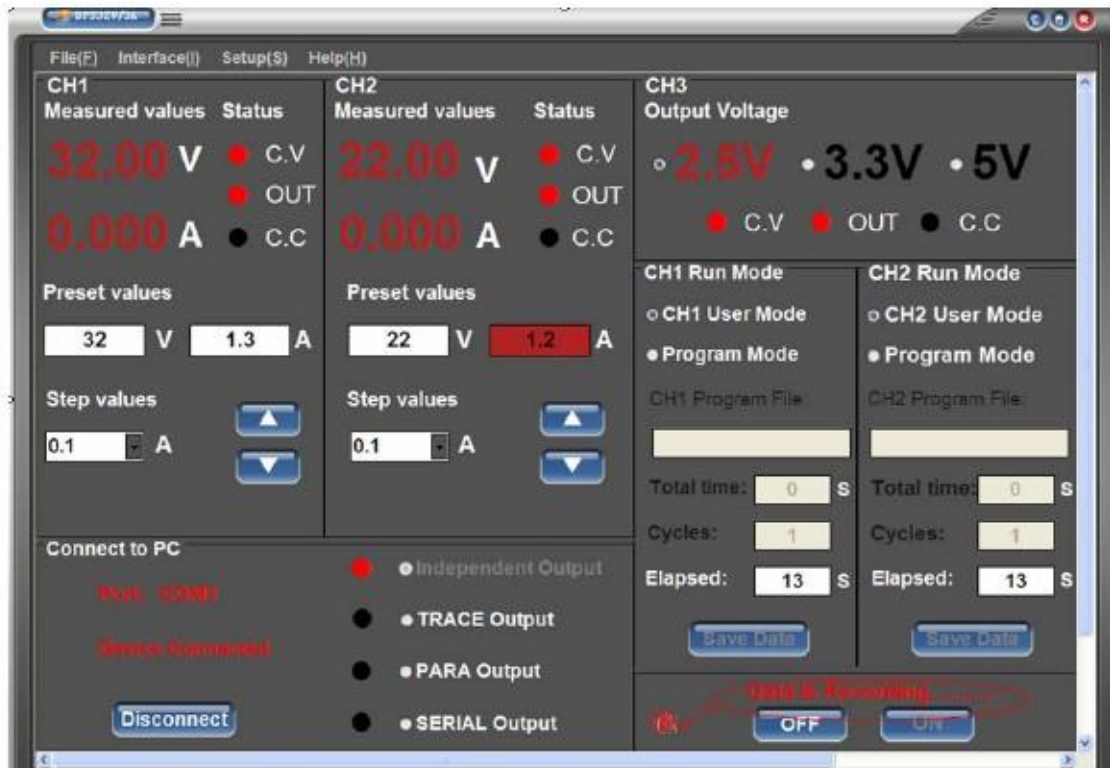 File(F) Interface(I) Setup(S) Help(H)
CH1
Measured values Status
32.00 V C.V
OUT
0.000 A C.C
Preset values
32 V 1.3 A
Step values
0.1 A
CH2
Measured values Status
22.00 V C.V
OUT
0.000 A C.C
Preset values
22 V 1.2 A
Step values
0.1 A
CH3
Output Voltage
2.5V 3.3V 5V
C.V OUT C.C
CH1 Run Mode
CH1 User Mode
Program Mode
CH1 Program File:
Total time: 0 S
Cycles: 1
Elapsed: 13 S
Save Data
CH2 Run Mode
CH2 User Mode
Program Mode
CH2 Program File:
Total time: 0 S
Cycles: 1
Elapsed: 13 S
Save Data
Connect to PC
Device Connected
Disconnect
Independent Output
TRACE Output
PARA Output
SERIAL Output
Data is Recording
OFF ON